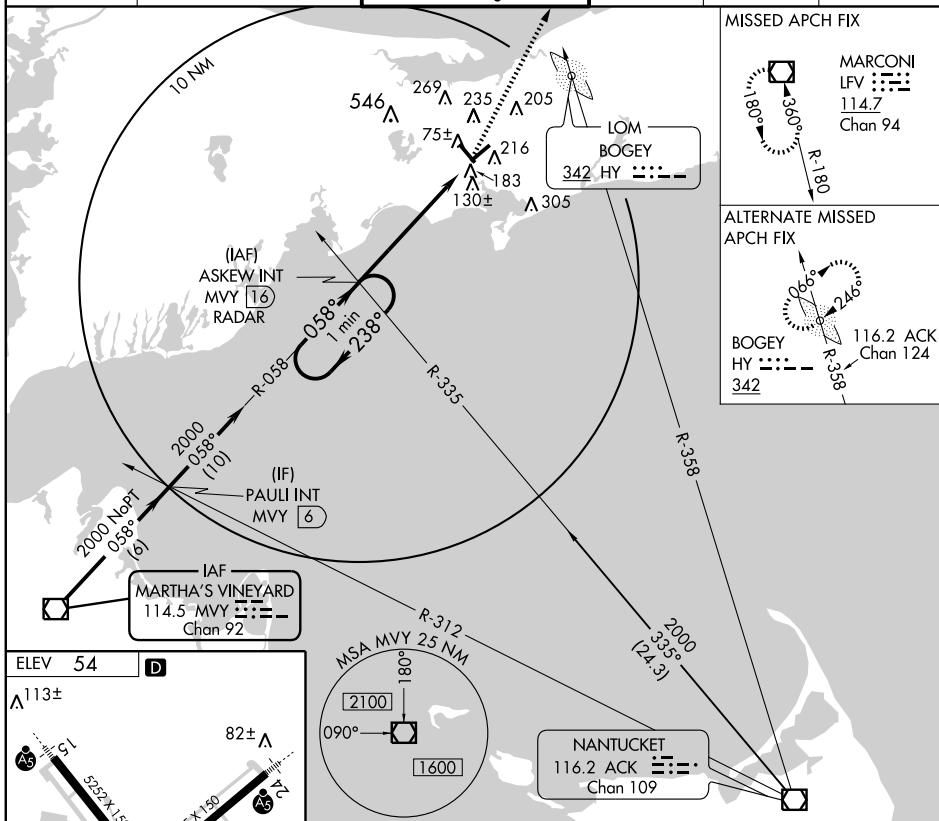 MISSED APCH FIX
MARCONI
LFV
114.7
Chan 94
180°
360°
R-180
ALTERNATE MISSED
APCH FIX
066°
246°
BOGEY
HY
342
116.2 ACK
Chan 124
R-358
10 NM
546
269
235
205
75±
216
183
130±
305
LOM
BOGEY
342 HY
(IAF)
ASKEW INT
MVY 16
RADAR
058°
1 min
238°
R-058
R-335
R-358
2000
058°
(10)
(IF)
PAULI INT
MVY 6
2000 NoPT
058°
(6)
IAF
MARTHA'S VINEYARD
114.5 MVY
Chan 92
R-312
2000
335°
(24.3)
MSA MVY 25 NM
180°
2100
090°
1600
NANTUCKET
116.2 ACK
Chan 109
ELEV 54 D
113±
82±
A5
15
24
A5
X 150